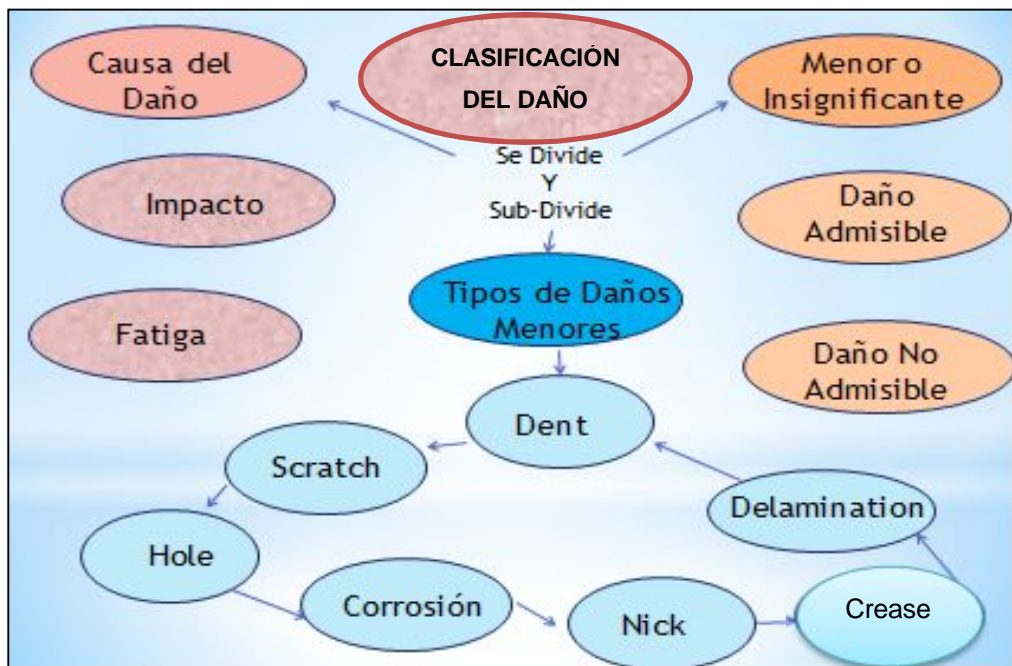 CLASIFICACIÓN
DEL DAÑO
Causa del
Daño
Menor o
Insignificante
Se Divide
Y
Sub-Divide
Impacto
Daño
Admisible
Fatiga
Tipos de Daños
Menores
Daño No
Admisible
Dent
Scratch
Hole
Corrosión
Nick
Crease
Delamination